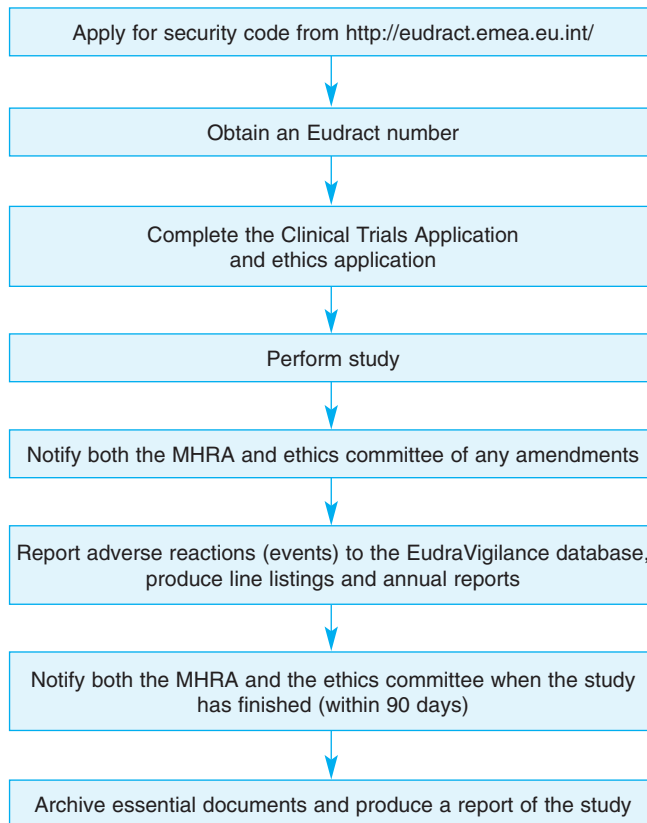 Apply for security code from http://eudract.emea.eu.int/
Obtain an Eudract number
Complete the Clinical Trials Application
and ethics application
Perform study
Notify both the MHRA and ethics committee of any amendments
Report adverse reactions (events) to the EudraVigilance database,
produce line listings and annual reports
Notify both the MHRA and the ethics committee when the study
has finished (within 90 days)
Archive essential documents and produce a report of the study